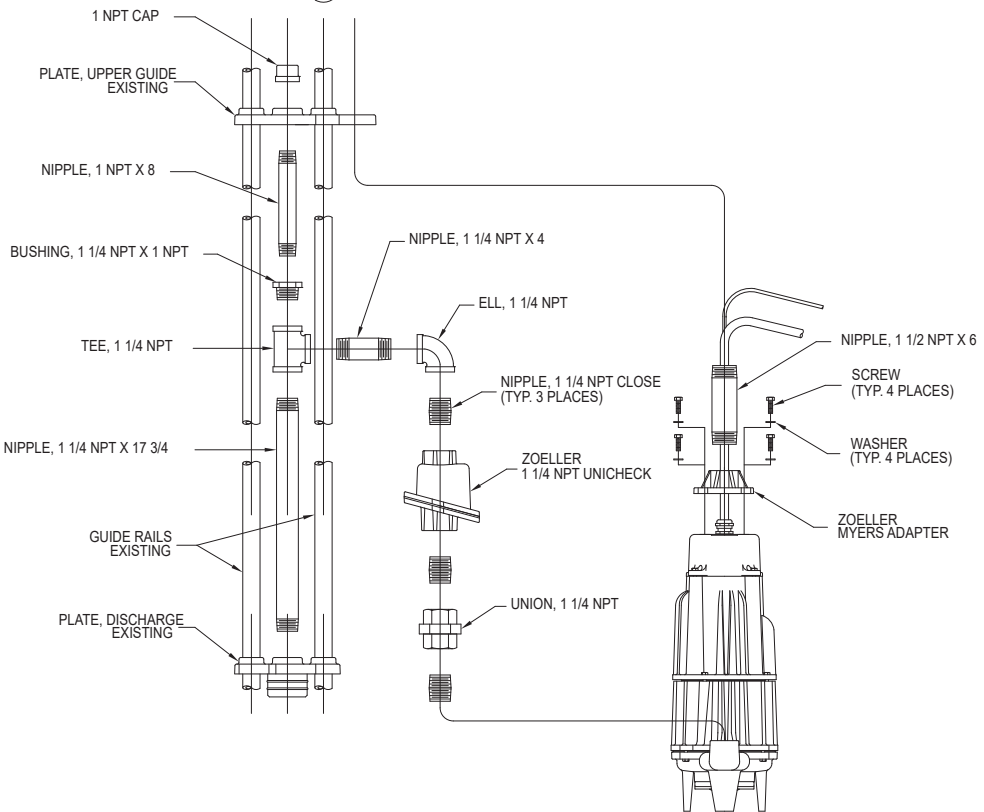 1 NPT CAP
PLATE, UPPER GUIDE
EXISTING
NIPPLE, 1 NPT X 8
BUSHING, 1 1/4 NPT X 1 NPT
TEE, 1 1/4 NPT
NIPPLE, 1 1/4 NPT X 17 3/4
GUIDE RAILS
EXISTING
PLATE, DISCHARGE
EXISTING
NIPPLE, 1 1/4 NPT X 4
ELL, 1 1/4 NPT
NIPPLE, 1 1/4 NPT CLOSE
(TYP. 3 PLACES)
ZOELLER
1 1/4 NPT UNICHECK
UNION, 1 1/4 NPT
NIPPLE, 1 1/2 NPT X 6
SCREW
(TYP. 4 PLACES)
WASHER
(TYP. 4 PLACES)
ZOELLER
MYERS ADAPTER